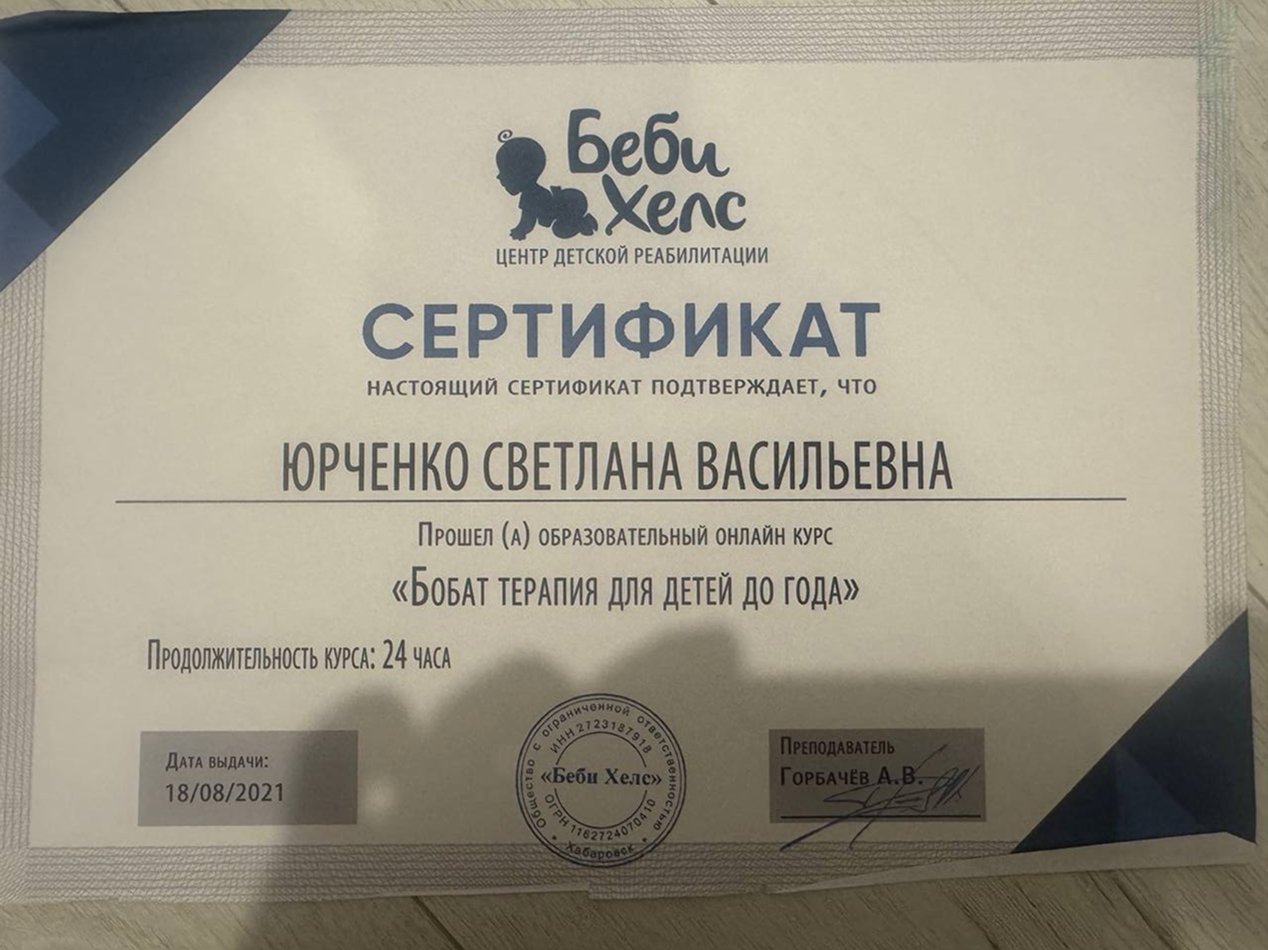 Беби
Хелс
ЦЕНТР ДЕТСКОЙ РЕАБИЛИТАЦИИ
СЕРТИФИКАТ
НАСТОЯЩИЙ СЕРТИФИКАТ ПОДТВЕРЖДАЕТ, ЧТО
ЮРЧЕНКО СВЕТЛАНА ВАСИЛЬЕВНА
ПРОШЕЛ (А) ОБРАЗОВАТЕЛЬНЫЙ ОНЛАЙН КУРС
«БОБАТ ТЕРАПИЯ ДЛЯ ДЕТЕЙ ДО ГОДА»
ПРОДОЛЖИТЕЛЬНОСТЬ КУРСА: 24 ЧАСА
ДАТА ВЫДАЧИ:
18/08/2021
Общество с ограниченной ответственностью
ИНН 2723187918
«Беби Хелс»
ОГРН 1162724070410
* Хабаровск *
ПРЕПОДАВАТЕЛЬ
ГОРБАЧЁВ А.В.